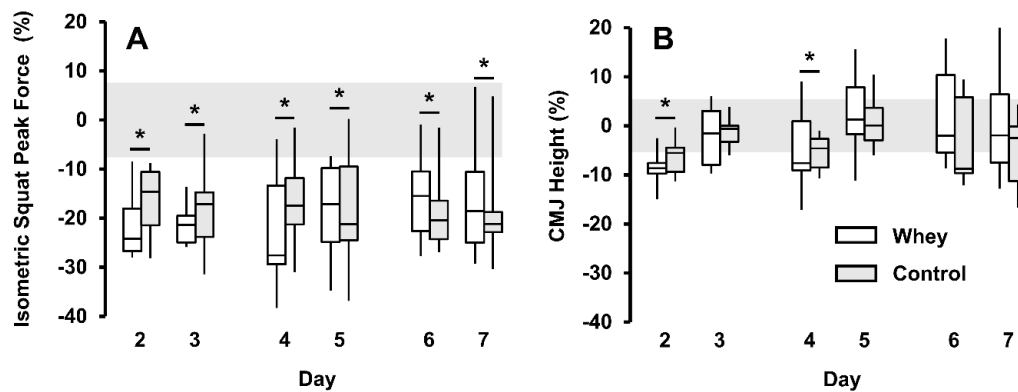 A
Isometric Squat Peak Force (%)
20
10
0
-10
-20
-30
-40
* * * * * *
2 3 4 5 6 7
Day
B
CMJ Height (%)
20
10
0
-10
-20
-30
-40
* *
Whey
Control
2 3 4 5 6 7
Day